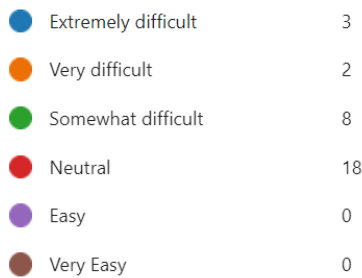 Extremely difficult 3
Very difficult 2
Somewhat difficult 8
Neutral 18
Easy 0
Very Easy 0